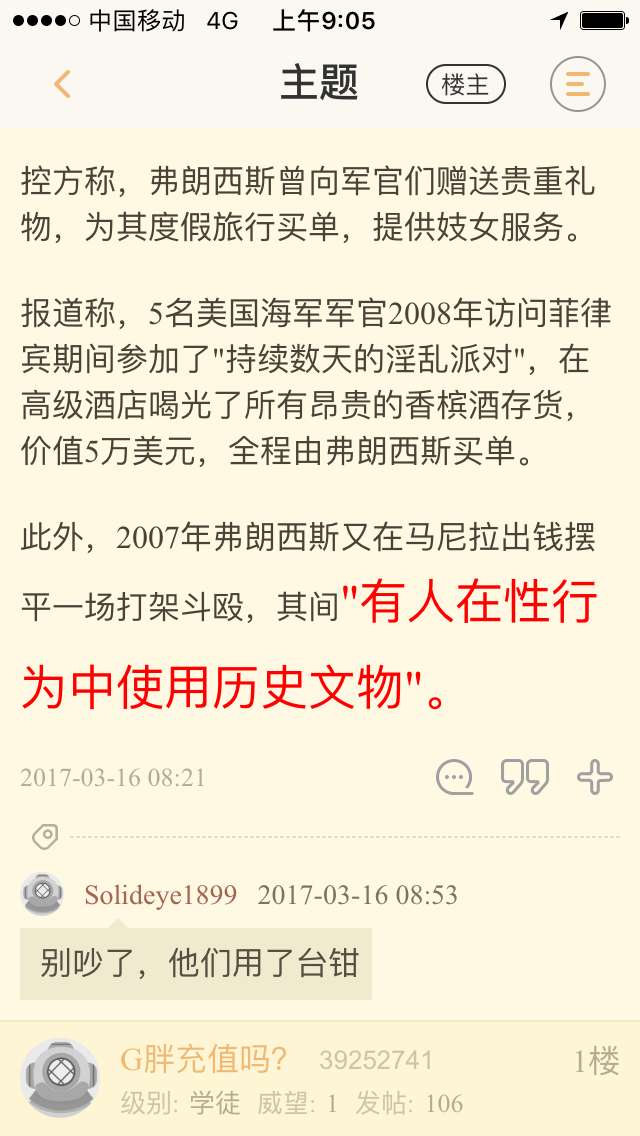 中国移动 4G 上午9:05
主题 楼主
控方称，弗朗西斯曾向军官们赠送贵重礼
物，为其度假旅行买单，提供妓女服务。
报道称，5名美国海军军官2008年访问菲律
宾期间参加了"持续数天的淫乱派对"，在
高级酒店喝光了所有昂贵的香槟酒存货，
价值5万美元，全程由弗朗西斯买单。
此外，2007年弗朗西斯又在马尼拉出钱摆
平一场打架斗殴，其间"有人在性行
为中使用历史文物"。
2017-03-16 08:21
Solideye1899 2017-03-16 08:53
别吵了，他们用了台钳
G胖充值吗? 39252741 1楼
级别: 学徒 威望: 1 发帖: 106